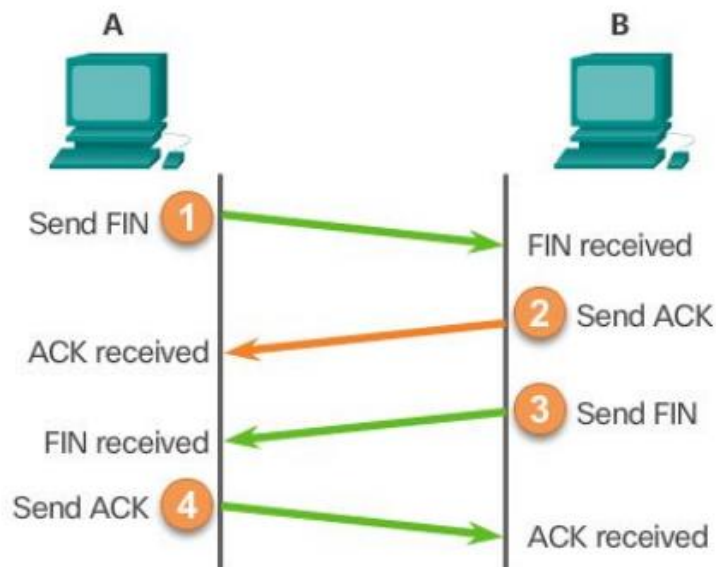 A
B
Send FIN 1
FIN received
2 Send ACK
ACK received
3 Send FIN
FIN received
Send ACK 4
ACK received